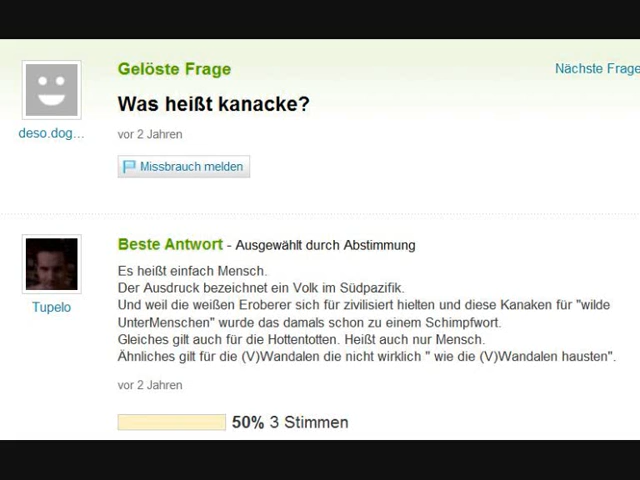 Gelöste Frage
Nächste Frage
Was heißt kanacke?
deso.dog...
vor 2 Jahren
Missbrauch melden
Beste Antwort - Ausgewählt durch Abstimmung
Es heißt einfach Mensch.
Der Ausdruck bezeichnet ein Volk im Südpazifik.
Und weil die weißen Eroberer sich für zivilisiert hielten und diese Kanaken für "wilde
UnterMenschen" wurde das damals schon zu einem Schimpfwort.
Gleiches gilt auch für die Hottentotten. Heißt auch nur Mensch.
Ähnliches gilt für die (V)Wandalen die nicht wirklich " wie die (V)Wandalen hausten".
Tupelo
vor 2 Jahren
50% 3 Stimmen